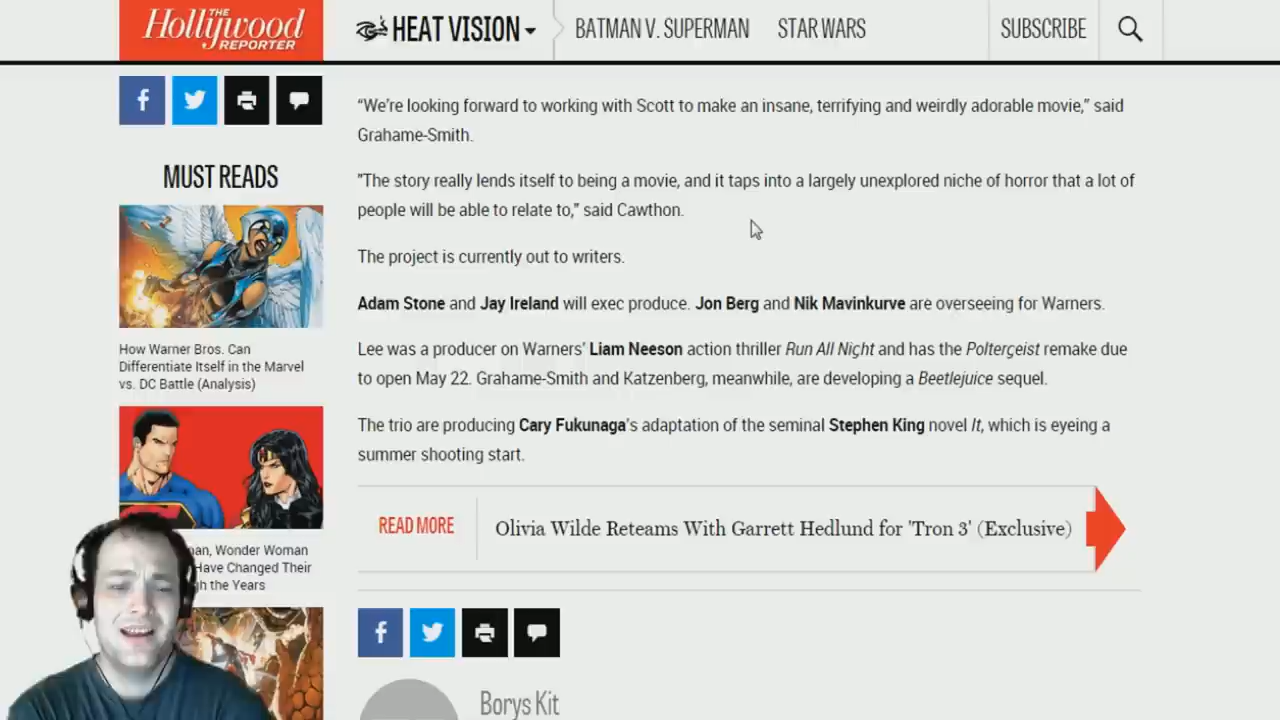 THE
Hollywood
REPORTER
HEAT VISION
BATMAN V. SUPERMAN
STAR WARS
SUBSCRIBE
MUST READS
How Warner Bros. Can
Differentiate Itself in the Marvel
vs. DC Battle (Analysis)
an, Wonder Woman
Have Changed Their
gh the Years
“We're looking forward to working with Scott to make an insane, terrifying and weirdly adorable movie,” said
Grahame-Smith.
"The story really lends itself to being a movie, and it taps into a largely unexplored niche of horror that a lot of
people will be able to relate to,” said Cawthon.
The project is currently out to writers.
Adam Stone and Jay Ireland will exec produce. Jon Berg and Nik Mavinkurve are overseeing for Warners.
Lee was a producer on Warners’ Liam Neeson action thriller Run All Night and has the Poltergeist remake due
to open May 22. Grahame-Smith and Katzenberg, meanwhile, are developing a Beetlejuice sequel.
The trio are producing Cary Fukunaga's adaptation of the seminal Stephen King novel It, which is eyeing a
summer shooting start.
READ MORE
Olivia Wilde Reteams With Garrett Hedlund for 'Tron 3' (Exclusive)
Borys Kit